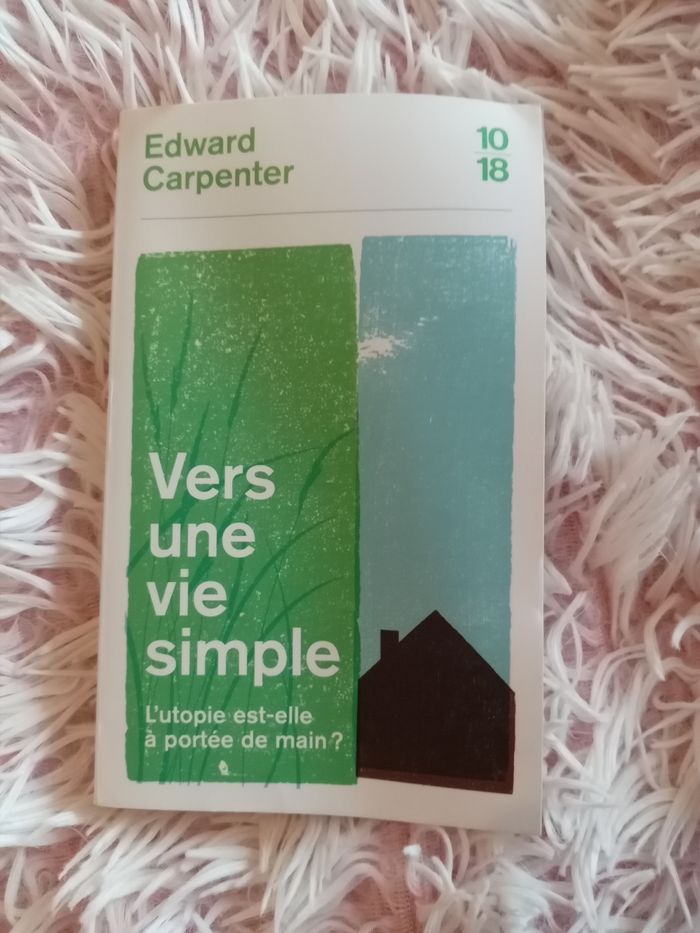 Edward
Carpenter
10
18
Vers
une
vie
simple
L'utopie est-elle
à portée de main ?